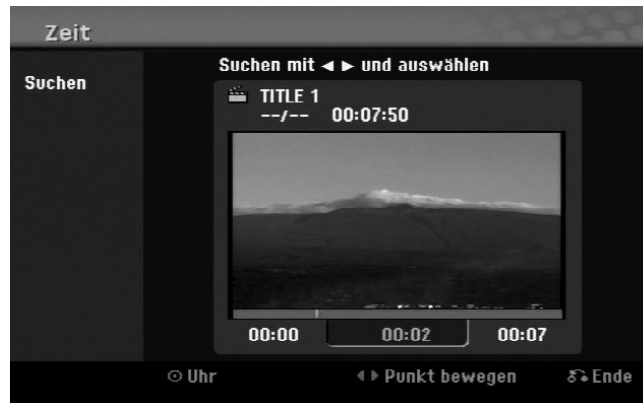 Zeit
Suchen mit ◄ ► und auswählen
Suchen
TITLE 1
--/-- 00:07:50
00:00 00:02 00:07
⊙ Uhr ◄ ► Punkt bewegen Ende